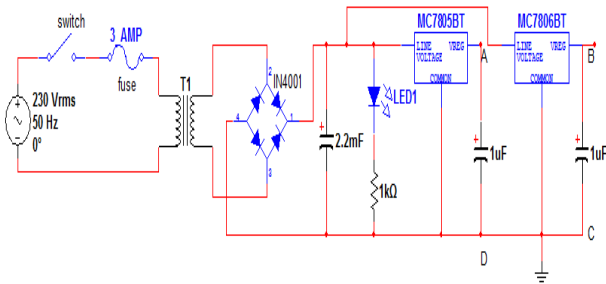 switch
3 AMP
fuse
230 Vrms
50 Hz
0°
T1
IN4001
2
4
1
3
2.2mF
LED1
1kΩ
MC7805BT
LINE VREG
VOLTAGE
COMMON
A
1uF
D
MC7806BT
LINE VREG
VOLTAGE
COMMON
B
1uF
C